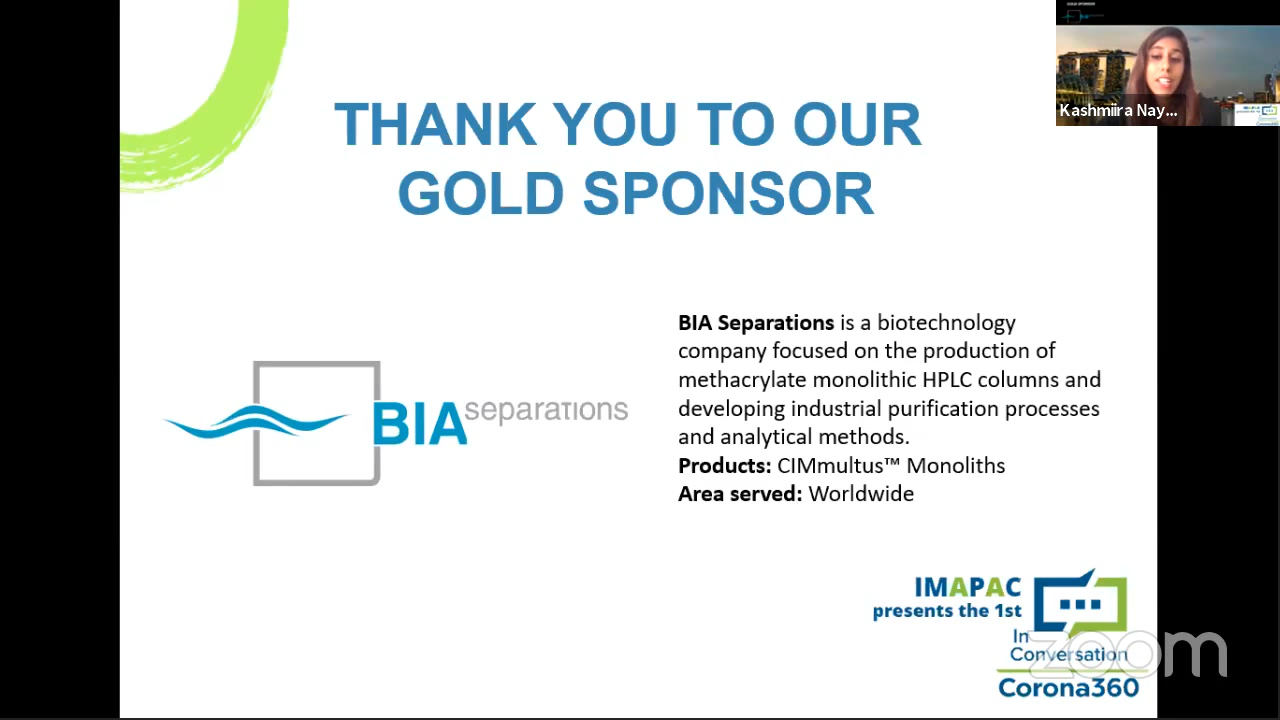 THANK YOU TO OUR
GOLD SPONSOR
Kashmiira Nay...
BIA separations
BIA Separations is a biotechnology
company focused on the production of
methacrylate monolithic HPLC columns and
developing industrial purification processes
and analytical methods.
Products: CIMmultus™ Monoliths
Area served: Worldwide
IMAPAC
presents the 1st
In
Conversation
Corona360
zoom